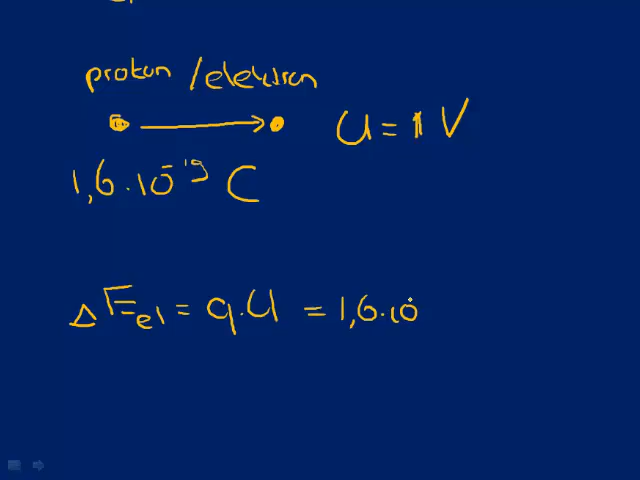 proton / elektron
U = 1 V
1,6 · 10⁻¹⁹ C
ΔE_el = q · U = 1,6 · 10